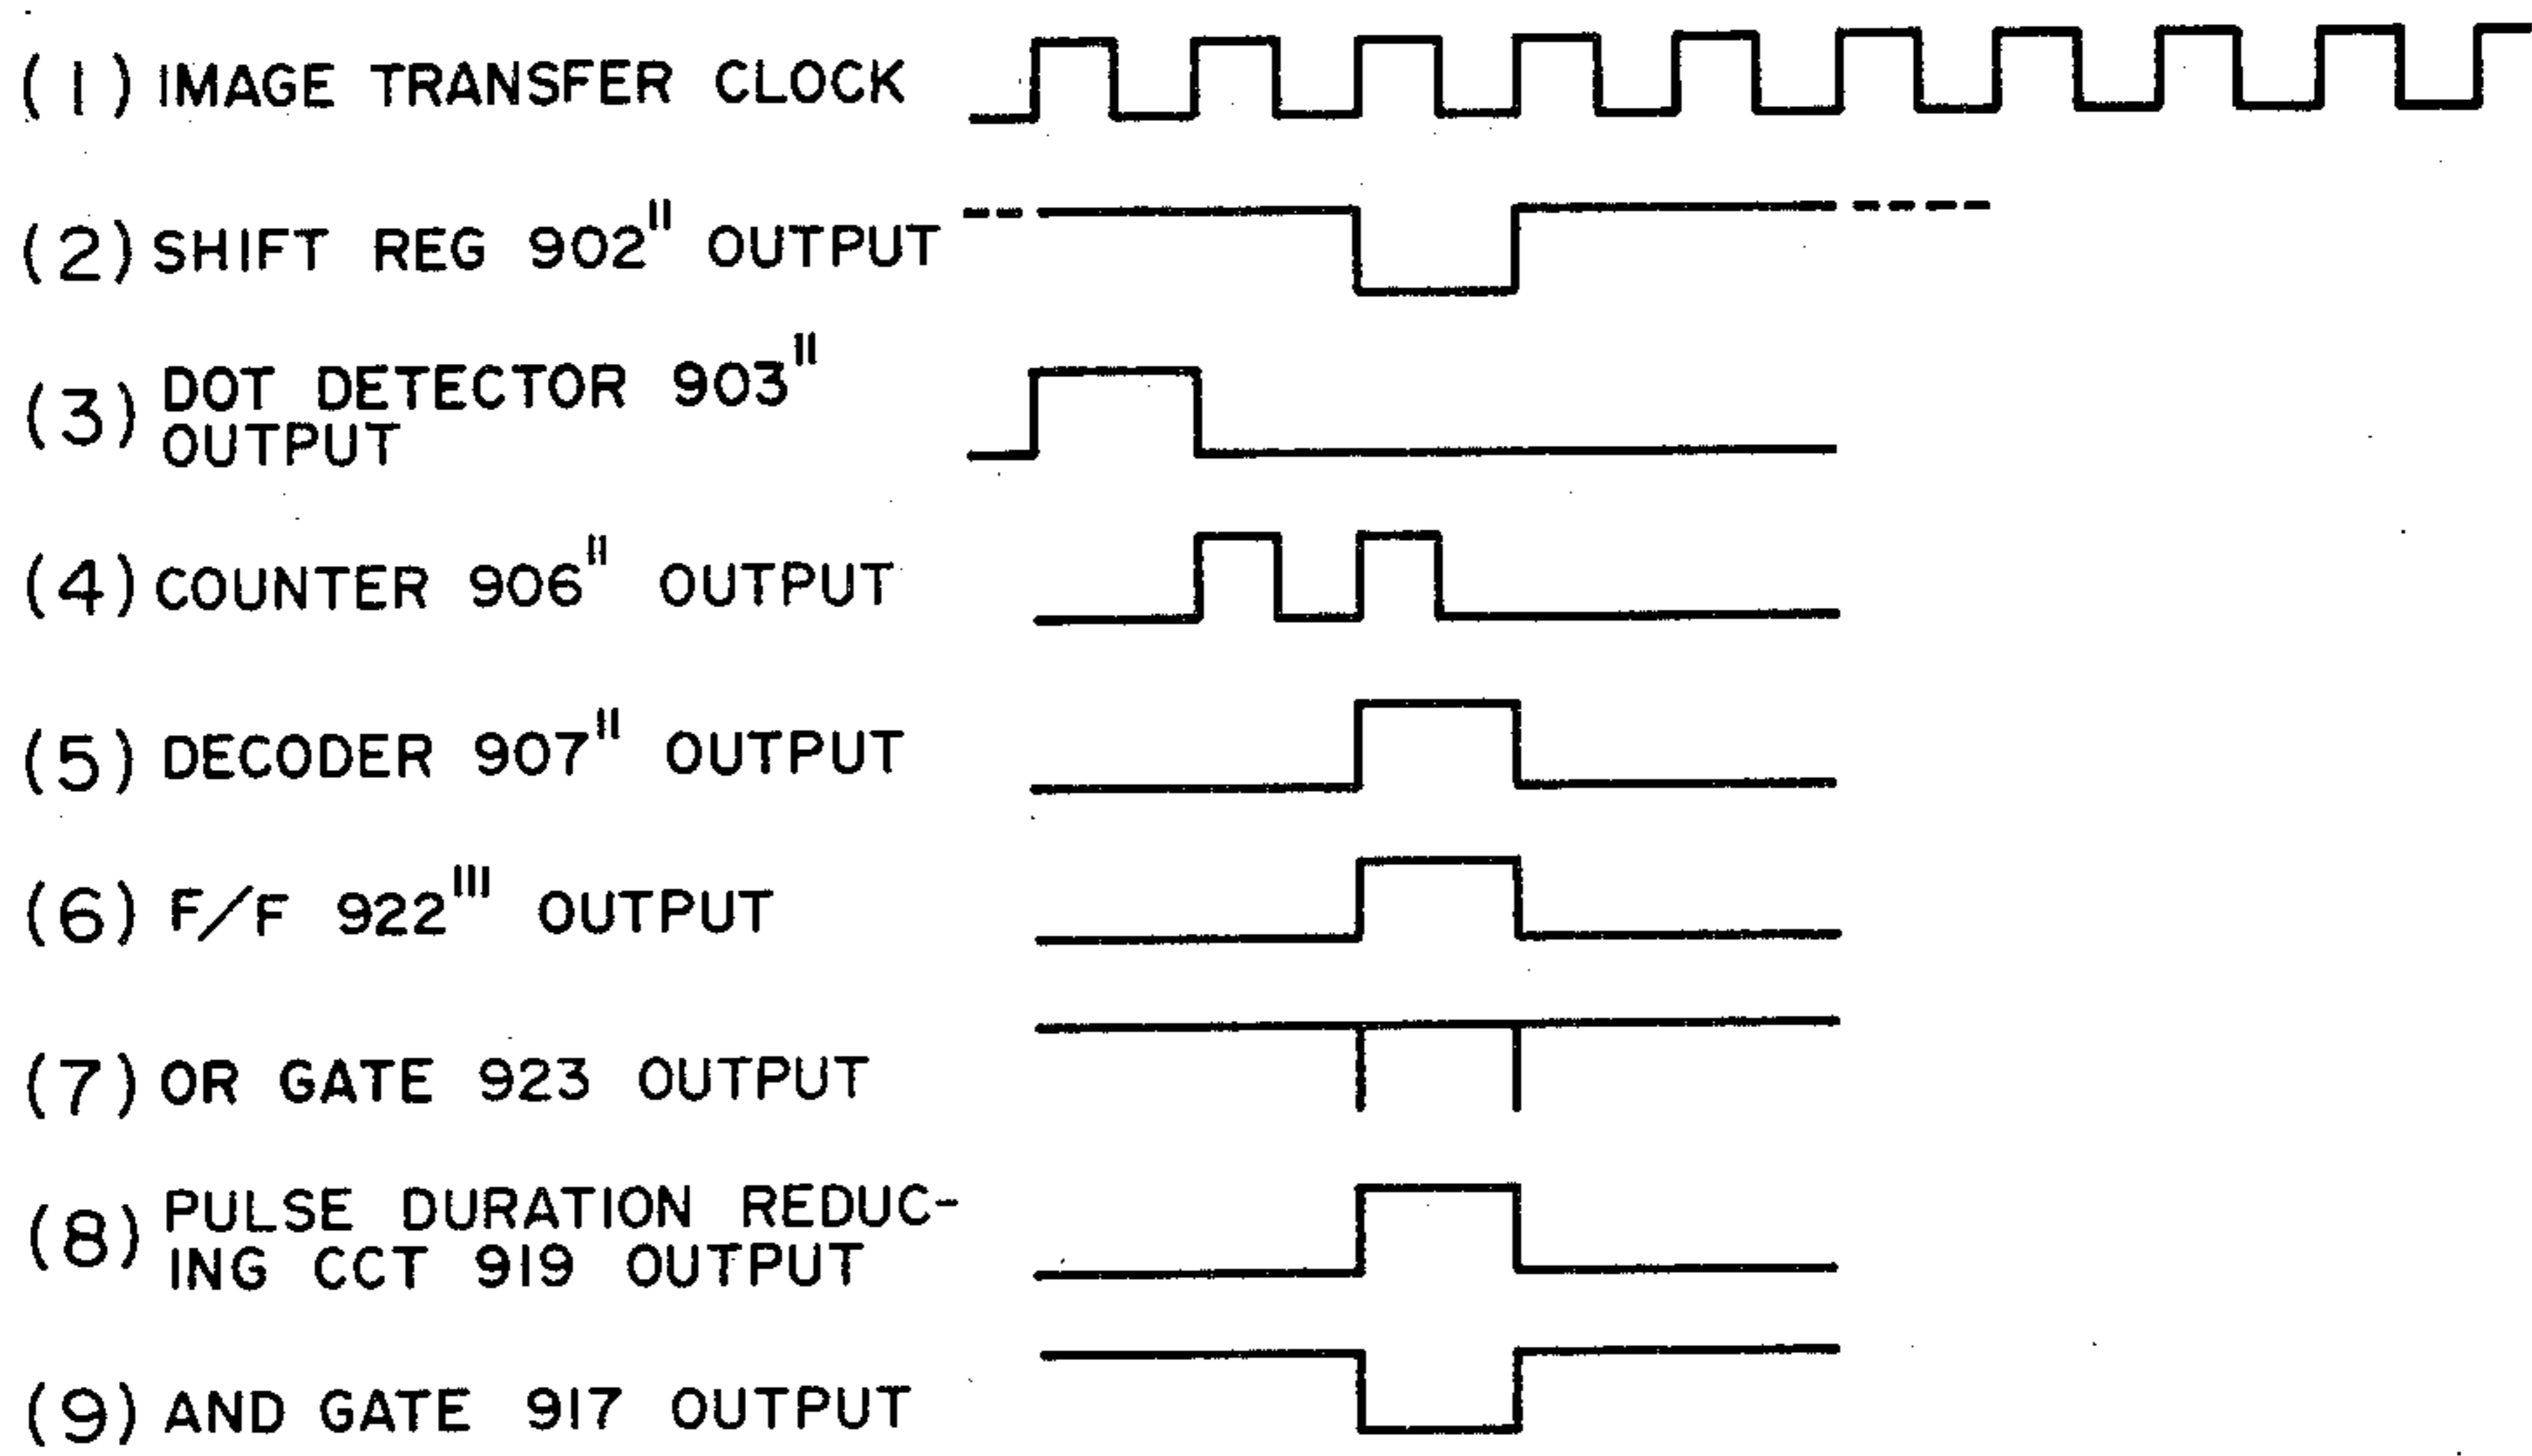 (1) IMAGE TRANSFER CLOCK
(2) SHIFT REG 902" OUTPUT
(3) DOT DETECTOR 903"
OUTPUT
(4) COUNTER 906" OUTPUT
(5) DECODER 907" OUTPUT
(6) F/F 922''' OUTPUT
(7) OR GATE 923 OUTPUT
(8) PULSE DURATION REDUC-
ING CCT 919 OUTPUT
(9) AND GATE 917 OUTPUT